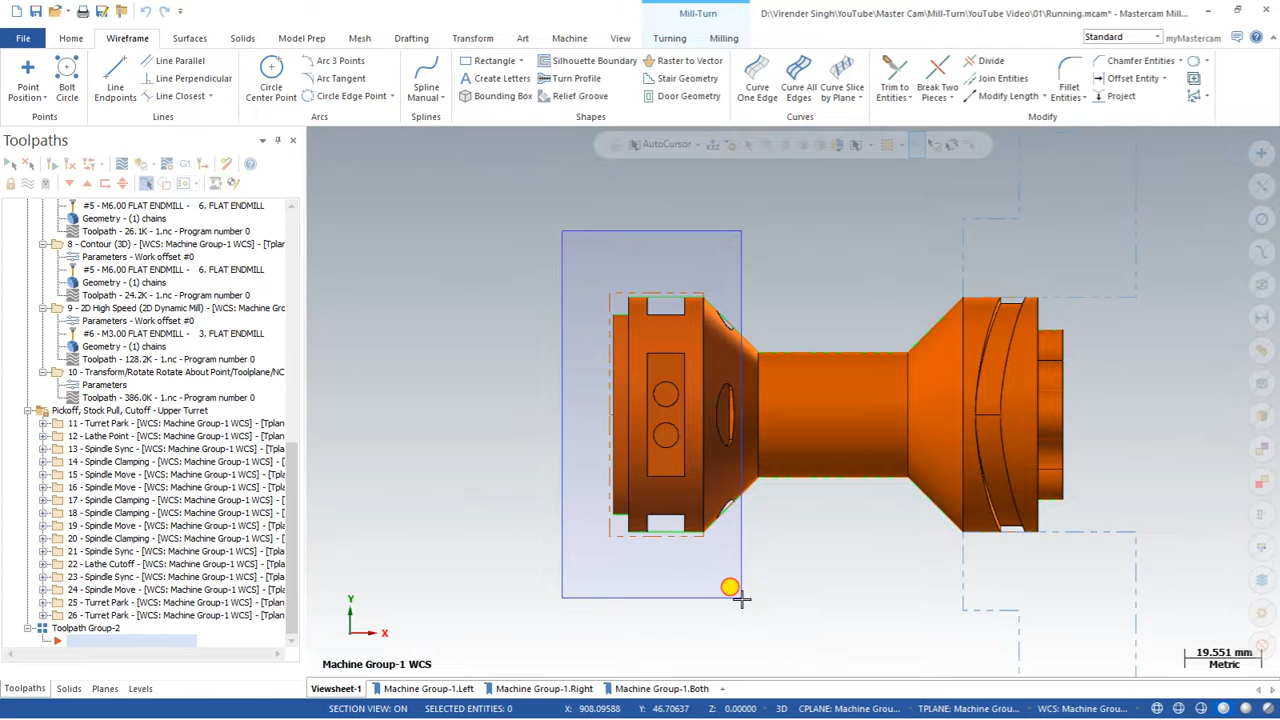 Mill-Turn
D:\Virender Singh\YouTube\Master Cam\Mill-Turn\YouTube Video\01\Running.mcam* - Mastercam Mill...
File Home Wireframe Surfaces Solids Model Prep Mesh Drafting Transform Art Machine View Turning Milling
Standard
myMastercam
Point Position
Bolt Circle
Points
Line Endpoints
Line Parallel
Line Perpendicular
Line Closest
Lines
Circle Center Point
Arc 3 Points
Arc Tangent
Circle Edge Point
Arcs
Spline Manual
Splines
Rectangle
Create Letters
Bounding Box
Silhouette Boundary
Turn Profile
Relief Groove
Raster to Vector
Stair Geometry
Door Geometry
Shapes
Curve One Edge
Curve All Edges
Curve Slice by Plane
Curves
Trim to Entities
Break Two Pieces
Divide
Join Entities
Modify Length
Fillet Entities
Chamfer Entities
Offset Entity
Project
Modify
Toolpaths
G1
AutoCursor
#5 - M6.00 FLAT ENDMILL - 6. FLAT ENDMILL
Geometry - (1) chains
Toolpath - 26.1K - 1.nc - Program number 0
8 - Contour (3D) - [WCS: Machine Group-1 WCS] - [Tpl
Parameters - Work offset #0
#5 - M6.00 FLAT ENDMILL - 6. FLAT ENDMILL
Geometry - (1) chains
Toolpath - 24.2K - 1.nc - Program number 0
9 - 2D High Speed (2D Dynamic Mill) - [WCS: Machine
Parameters - Work offset #0
#6 - M3.00 FLAT ENDMILL - 3. FLAT ENDMILL
Geometry - (1) chains
Toolpath - 128.2K - 1.nc - Program number 0
10 - Transform/Rotate Rotate About Point/Toolplane/NC
Parameters
Toolpath - 386.0K - 1.nc - Program number 0
Pickoff, Stock Pull, Cutoff - Upper Turret
11 - Turret Park - [WCS: Machine Group-1 WCS] - [Tplan
12 - Lathe Point - [WCS: Machine Group-1 WCS] - [Tplan
13 - Spindle Sync - [WCS: Machine Group-1 WCS] - [Tpla
14 - Spindle Clamping - [WCS: Machine Group-1 WCS] -
15 - Spindle Move - [WCS: Machine Group-1 WCS] - [Tp
16 - Spindle Clamping - [WCS: Machine Group-1 WCS] -
17 - Spindle Move - [WCS: Machine Group-1 WCS] - [Tp
18 - Spindle Clamping - [WCS: Machine Group-1 WCS] -
19 - Spindle Move - [WCS: Machine Group-1 WCS] - [Tp
20 - Spindle Clamping - [WCS: Machine Group-1 WCS] -
21 - Spindle Sync - [WCS: Machine Group-1 WCS] - [Tpla
22 - Lathe Cutoff - [WCS: Machine Group-1 WCS] - [Tpla
23 - Spindle Sync - [WCS: Machine Group-1 WCS] - [Tpla
24 - Spindle Move - [WCS: Machine Group-1 WCS] - [Tp
25 - Turret Park - [WCS: Machine Group-1 WCS] - [Tplan
26 - Turret Park - [WCS: Machine Group-1 WCS] - [Tplan
Toolpath Group-2
Y
X
Machine Group-1 WCS
19.551 mm
Metric
Toolpaths Solids Planes Levels
Viewsheet-1 Machine Group-1.Left Machine Group-1.Right Machine Group-1.Both +
SECTION VIEW: ON SELECTED ENTITIES: 0 X: 908.09588 Y: 46.70637 Z: 0.00000 3D CPLANE: Machine Grou... TPLANE: Machine Grou... WCS: Machine Grou...